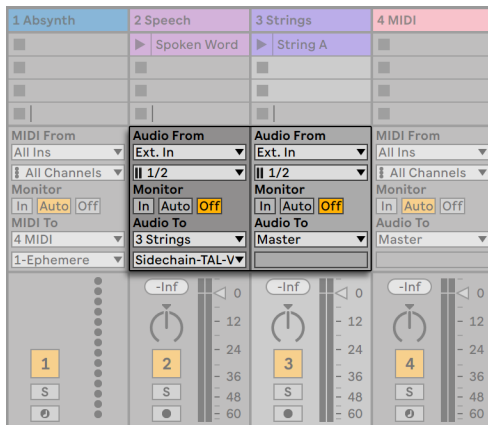 1 Absynth 2 Speech 3 Strings 4 MIDI
Spoken Word String A
MIDI From Audio From Audio From MIDI From
All Ins Ext. In Ext. In All Ins
All Channels 1/2 1/2 All Channels
Monitor Monitor Monitor Monitor
In Auto Off In Auto Off In Auto Off In Auto Off
MIDI To Audio To Audio To Audio To
4 MIDI 3 Strings Master Master
1-Ephemere Sidechain-TAL-V
-Inf -Inf -Inf
0 0 0
12 12 12
24 24 24
1 2 3 4
36 36 36
S S S S
48 48 48
60 60 60